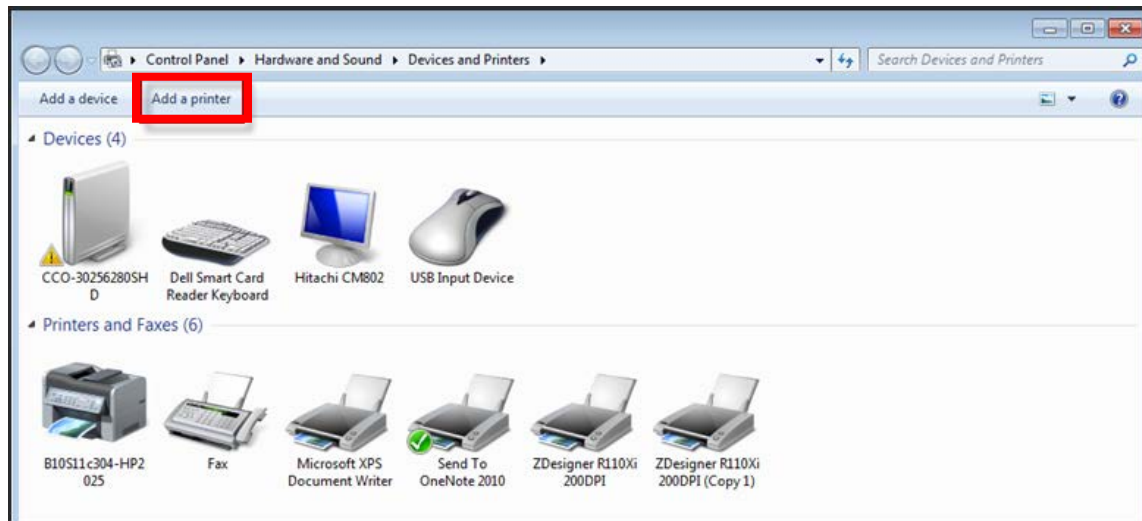 Control Panel ▸ Hardware and Sound ▸ Devices and Printers ▸
Search Devices and Printers
Add a device
Add a printer
Devices (4)
CCO-30256280SH
D
Dell Smart Card
Reader Keyboard
Hitachi CM802
USB Input Device
Printers and Faxes (6)
B10S11c304-HP2
025
Fax
Microsoft XPS
Document Writer
Send To
OneNote 2010
ZDesigner R110Xi
200DPI
ZDesigner R110Xi
200DPI (Copy 1)